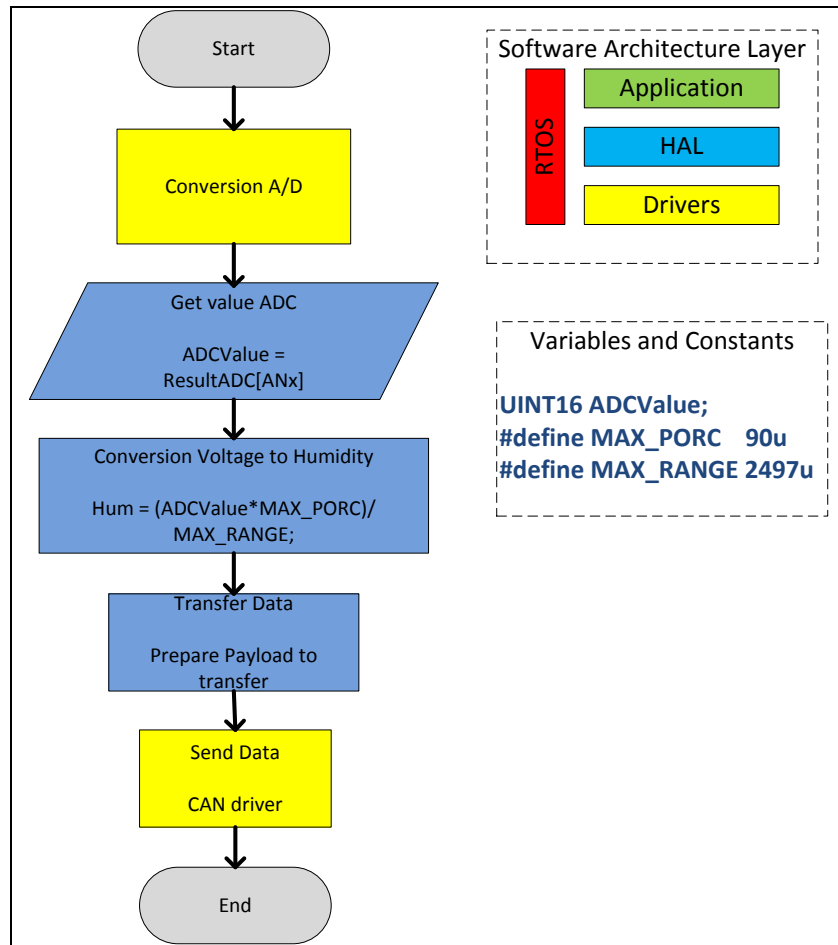 Start
Conversion A/D
Get value ADC
ADCValue =
ResultADC[ANx]
Conversion Voltage to Humidity
Hum = (ADCValue*MAX_PORC)/
MAX_RANGE;
Transfer Data
Prepare Payload to
transfer
Send Data
CAN driver
End
Software Architecture Layer
RTOS
Application
HAL
Drivers
Variables and Constants
UINT16 ADCValue;
#define MAX_PORC 90u
#define MAX_RANGE 2497u